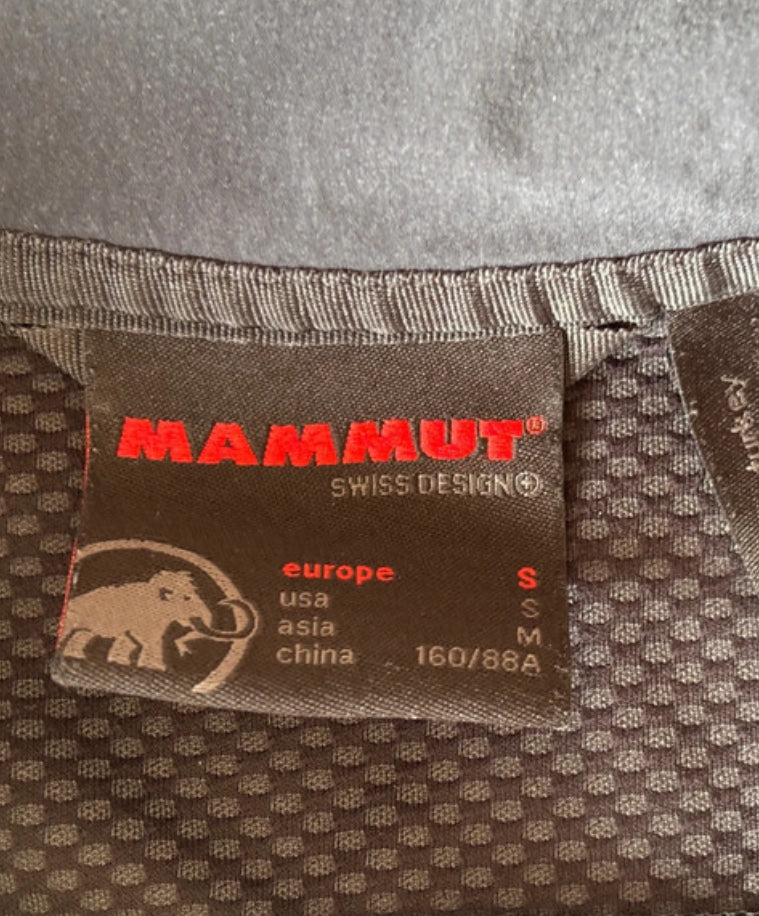 MAMMUT®
SWISS DESIGN
europe S
usa S
asia M
china 160/88A